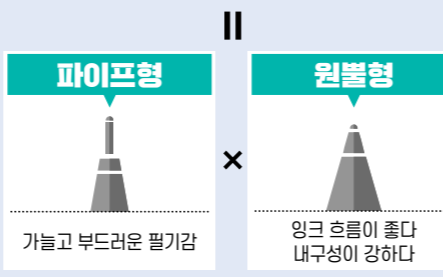 =
파이프형
원뿔형
×
가늘고 부드러운 필기감
잉크 흐름이 좋다
내구성이 강하다